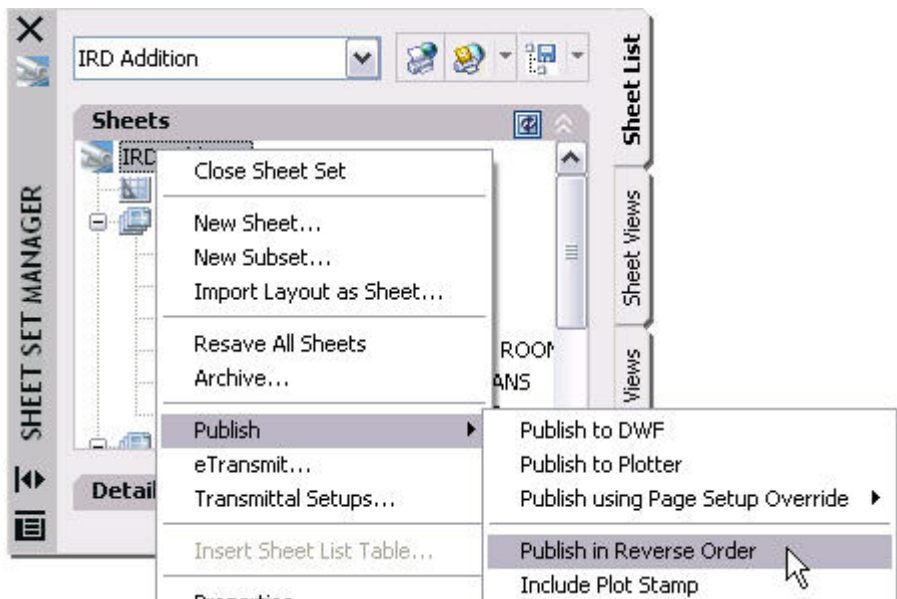 SHEET SET MANAGER
IRD Addition
Sheets
IRD
Close Sheet Set
New Sheet...
New Subset...
Import Layout as Sheet...
Resave All Sheets
Archive...
Publish
eTransmit...
Transmittal Setups...
Insert Sheet List Table...
Publish to DWF
Publish to Plotter
Publish using Page Setup Override
Publish in Reverse Order
Include Plot Stamp
Detail
Sheet List
Sheet Views
Views